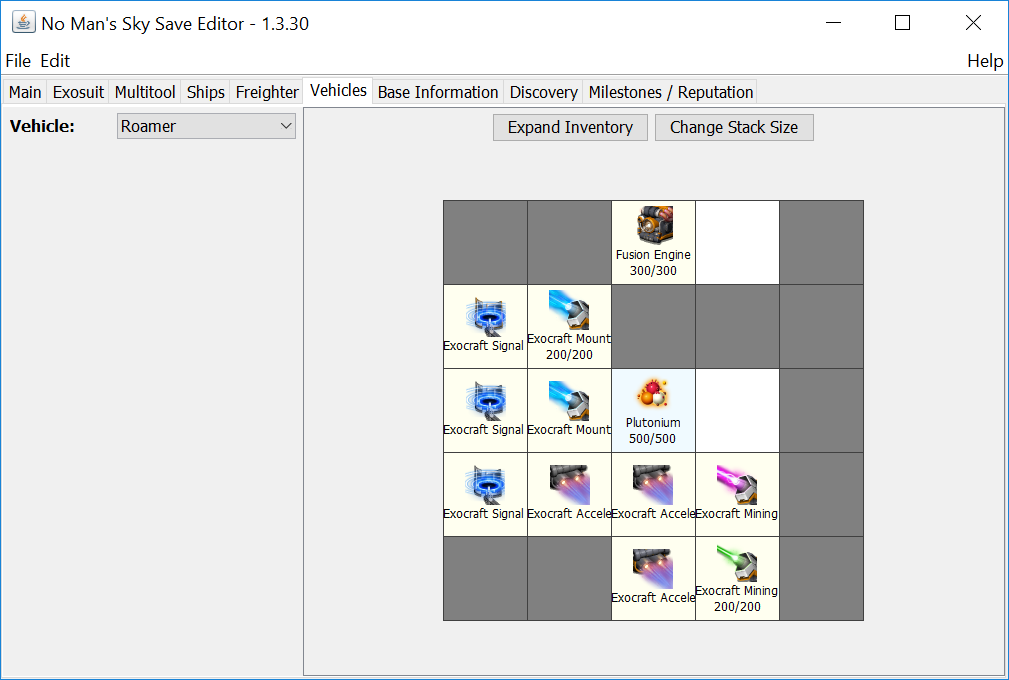 No Man's Sky Save Editor - 1.3.30
File Edit Help
Main Exosuit Multitool Ships Freighter Vehicles Base Information Discovery Milestones / Reputation
Vehicle: Roamer
Expand Inventory Change Stack Size
Fusion Engine
300/300
Exocraft Signal Exocraft Mount
200/200
Exocraft Signal Exocraft Mount Plutonium
500/500
Exocraft Signal Exocraft Accele Exocraft Accele Exocraft Mining
Exocraft Accele Exocraft Mining
200/200